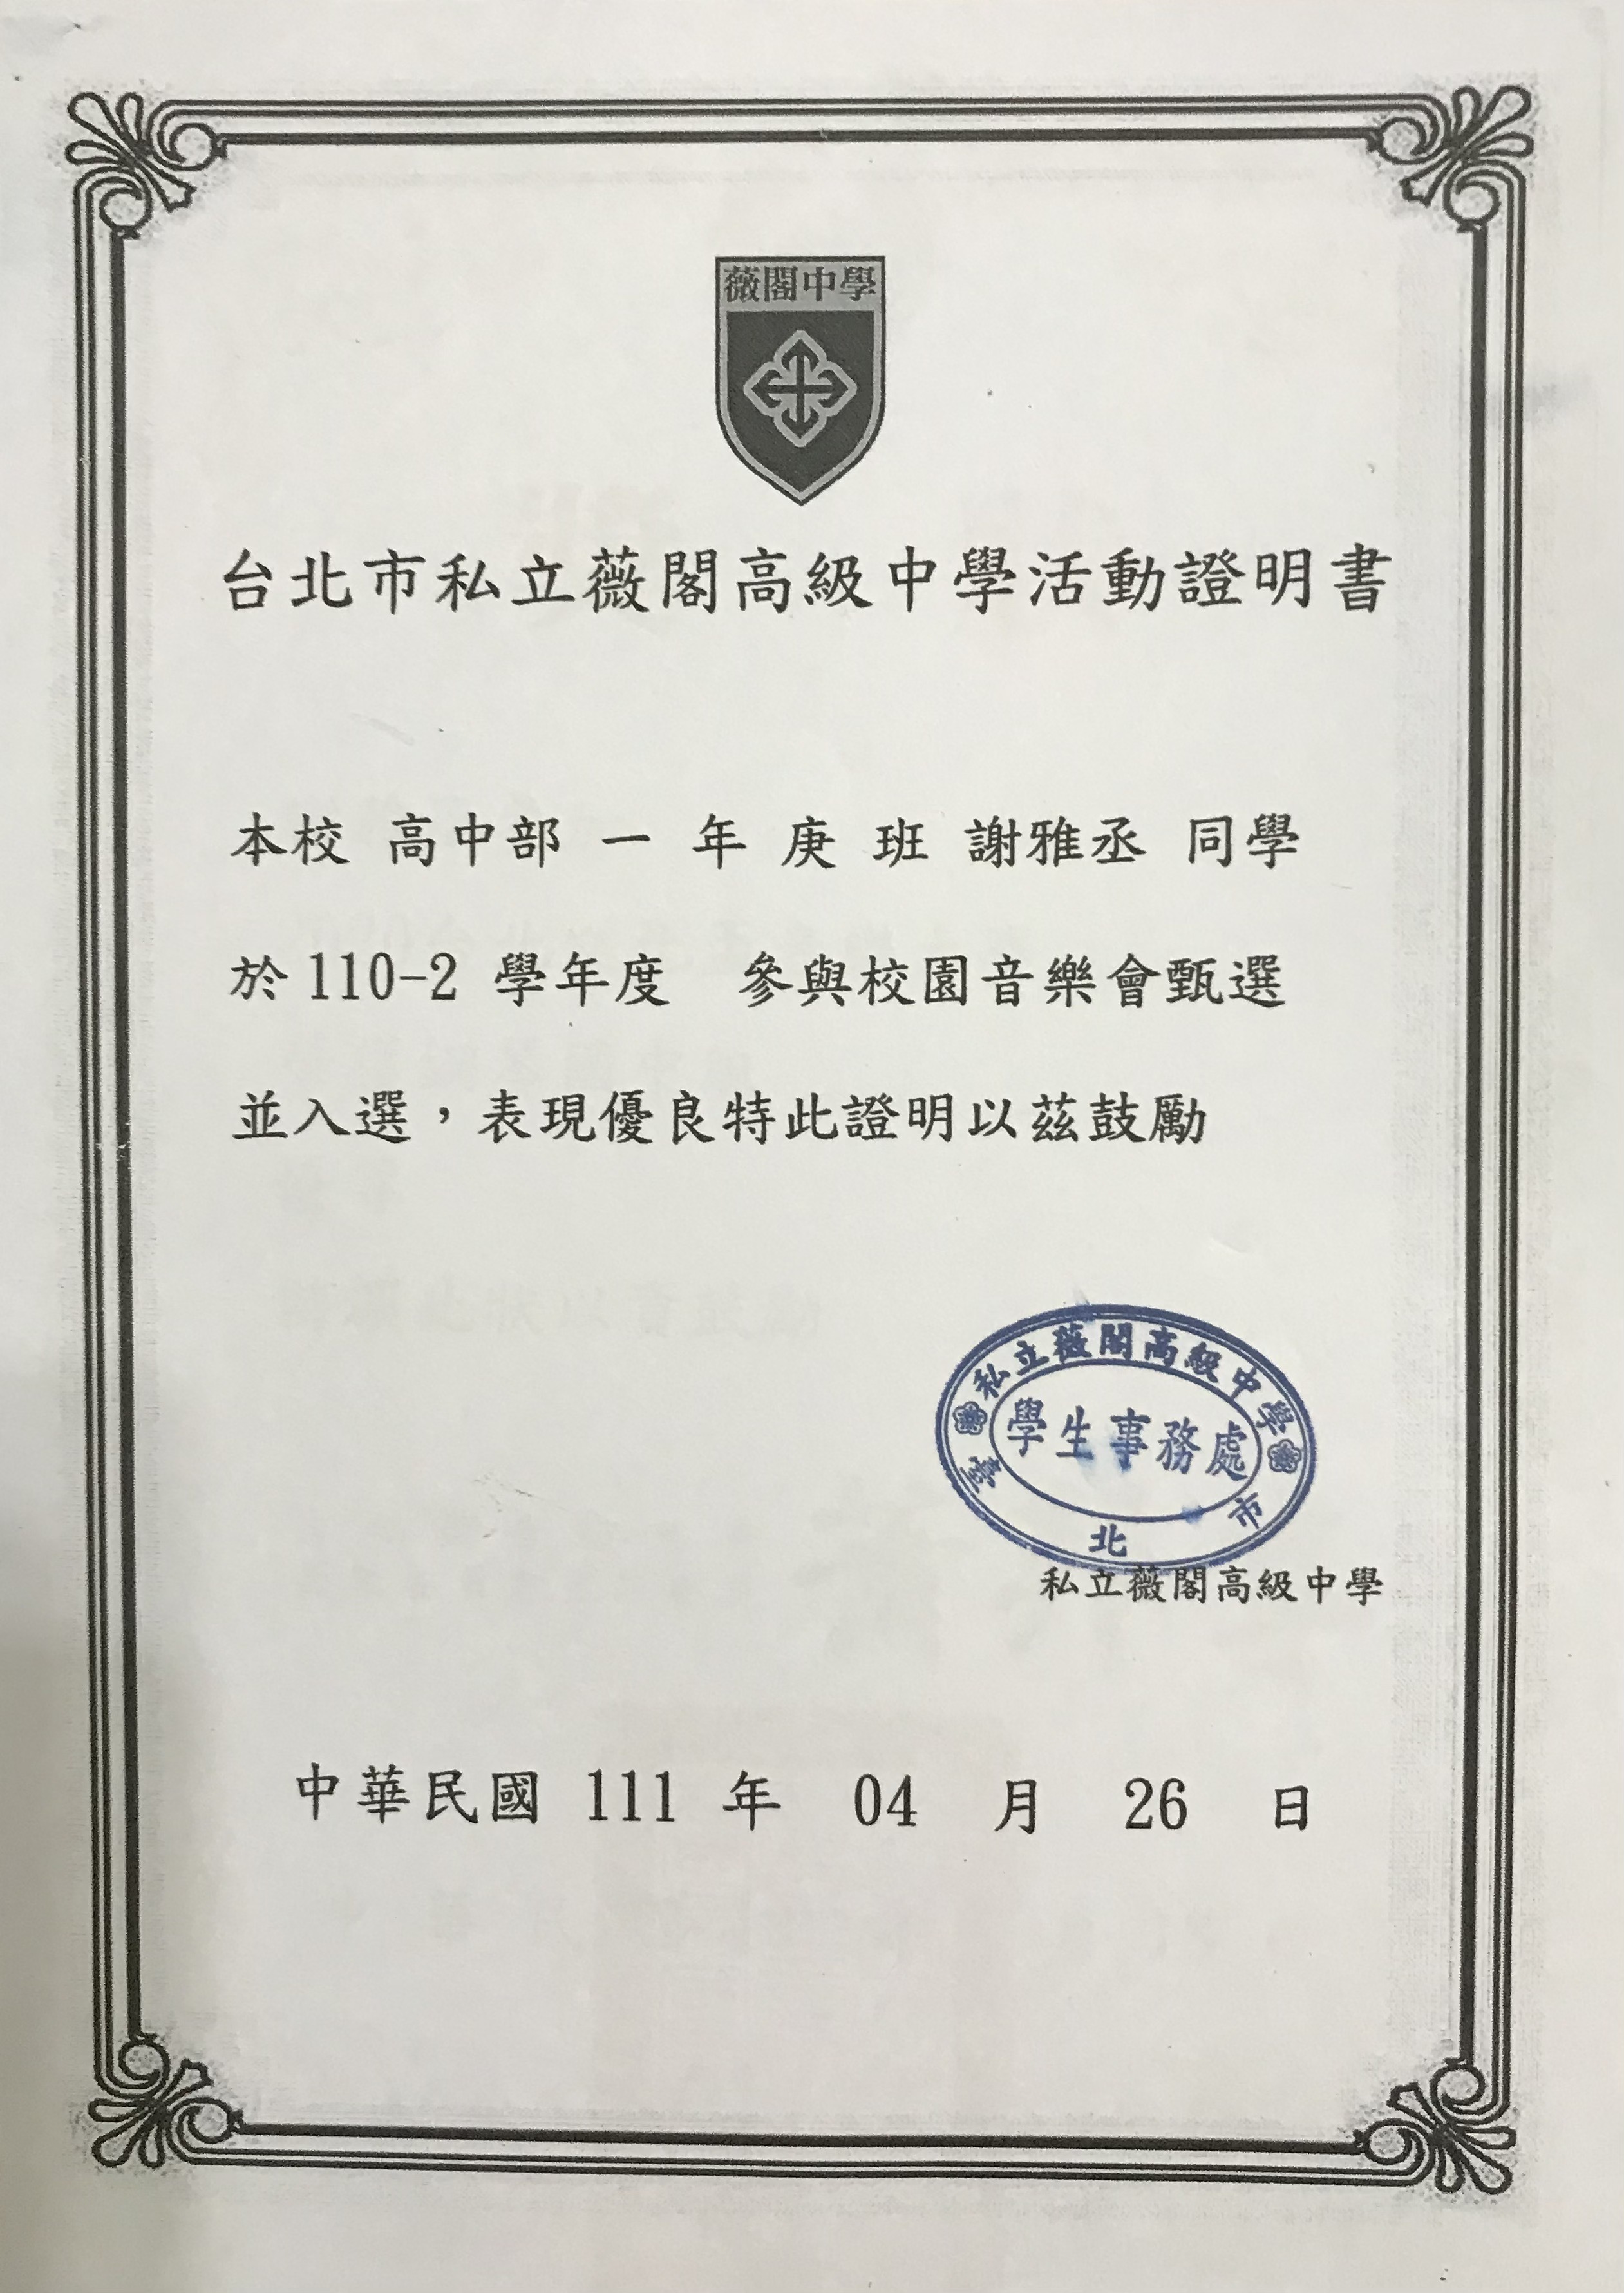 薇閣中學
台北市私立薇閣高級中學活動證明書
本校 高中部 一 年 庚 班 謝雅丞 同學
於110-2 學年度 參與校園音樂會甄選
並入選，表現優良特此證明以茲鼓勵
私立薇閣高級中學
學生事務處
臺北市
私立薇閣高級中學
中華民國 111 年 04 月 26 日